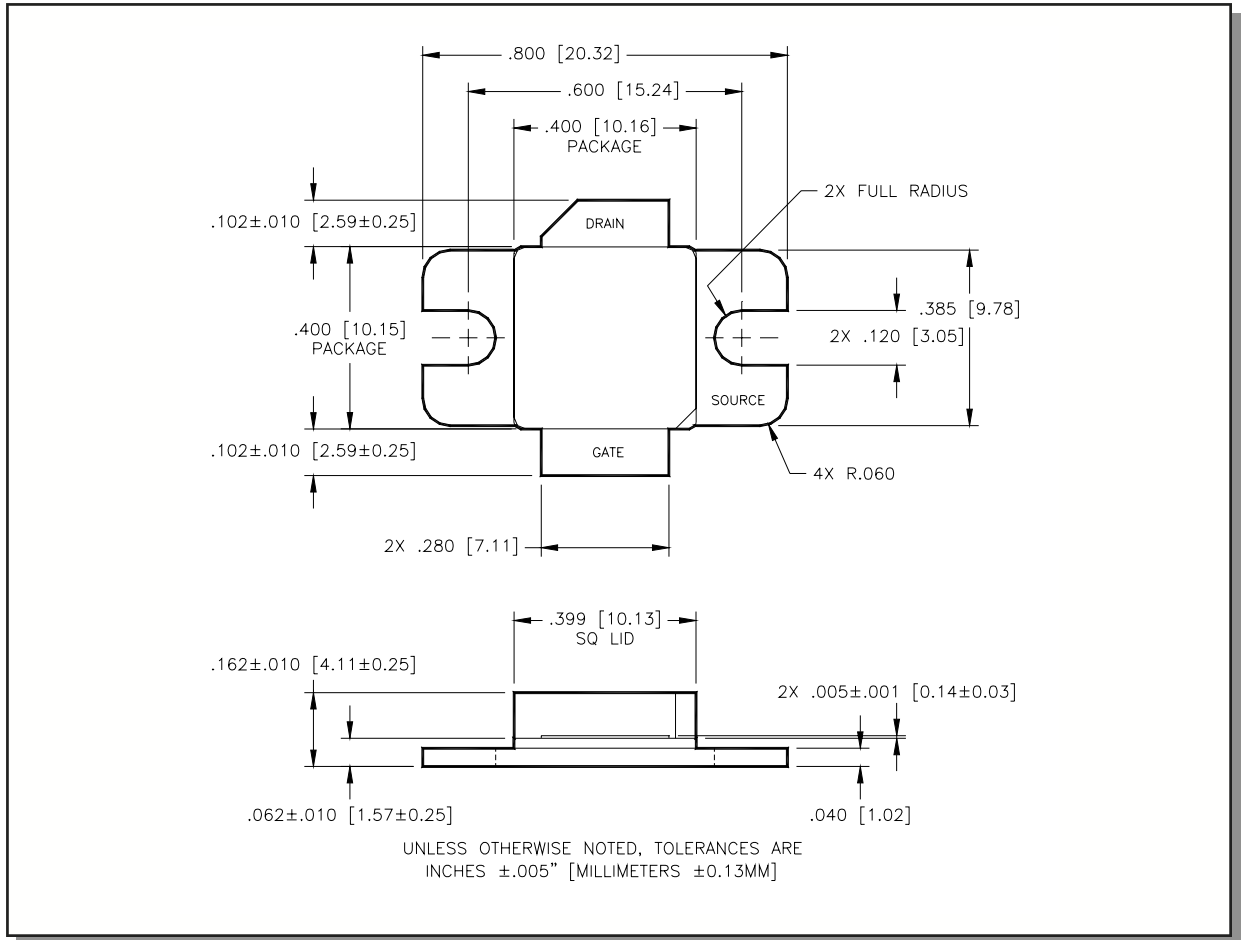 .800 [20.32]
.600 [15.24]
.400 [10.16]
PACKAGE
2X FULL RADIUS
.102±.010 [2.59±0.25]
DRAIN
.385 [9.78]
.400 [10.15]
PACKAGE
2X .120 [3.05]
SOURCE
.102±.010 [2.59±0.25]
GATE
4X R.060
2X .280 [7.11]
.399 [10.13]
SQ LID
.162±.010 [4.11±0.25]
2X .005±.001 [0.14±0.03]
.062±.010 [1.57±0.25]
.040 [1.02]
UNLESS OTHERWISE NOTED, TOLERANCES ARE
INCHES ±.005” [MILLIMETERS ±0.13MM]